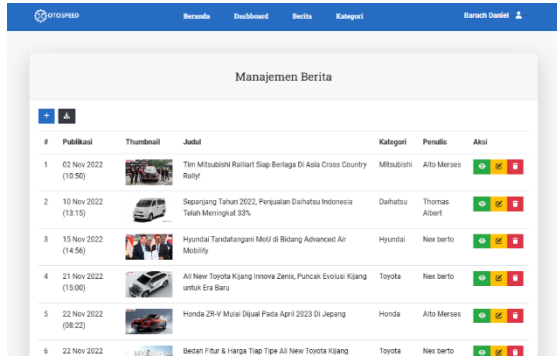 OTOSPEED Beranda Dashboard Berita Kategori Baruch Daniel
Manajemen Berita
+
# Publikasi Thumbnail Judul Kategori Penulis Aksi
1 02 Nov 2022 Tim Mitsubishi Ralliart Siap Berlaga Di Asia Cross Country Mitsubishi Alto Merses
(10:50) Rally!
2 10 Nov 2022 Sepanjang Tahun 2022, Penjualan Daihatsu Indonesia Daihatsu Thomas
(13:15) Telah Meningkat 33% Albert
3 15 Nov 2022 Hyundai Tandatangani MoU di Bidang Advanced Air Hyundai Nex berto
(14:56) Mobility
4 21 Nov 2022 All New Toyota Kijang Innova Zenix, Puncak Evolusi Kijang Toyota Nex berto
(15:00) untuk Era Baru
5 22 Nov 2022 Honda ZR-V Mulai Dijual Pada April 2023 Di Jepang Honda Alto Merses
(08:22)
6 22 Nov 2022 Bedah Fitur & Harga Tiap Tipe All New Toyota Kijang Toyota Nex berto